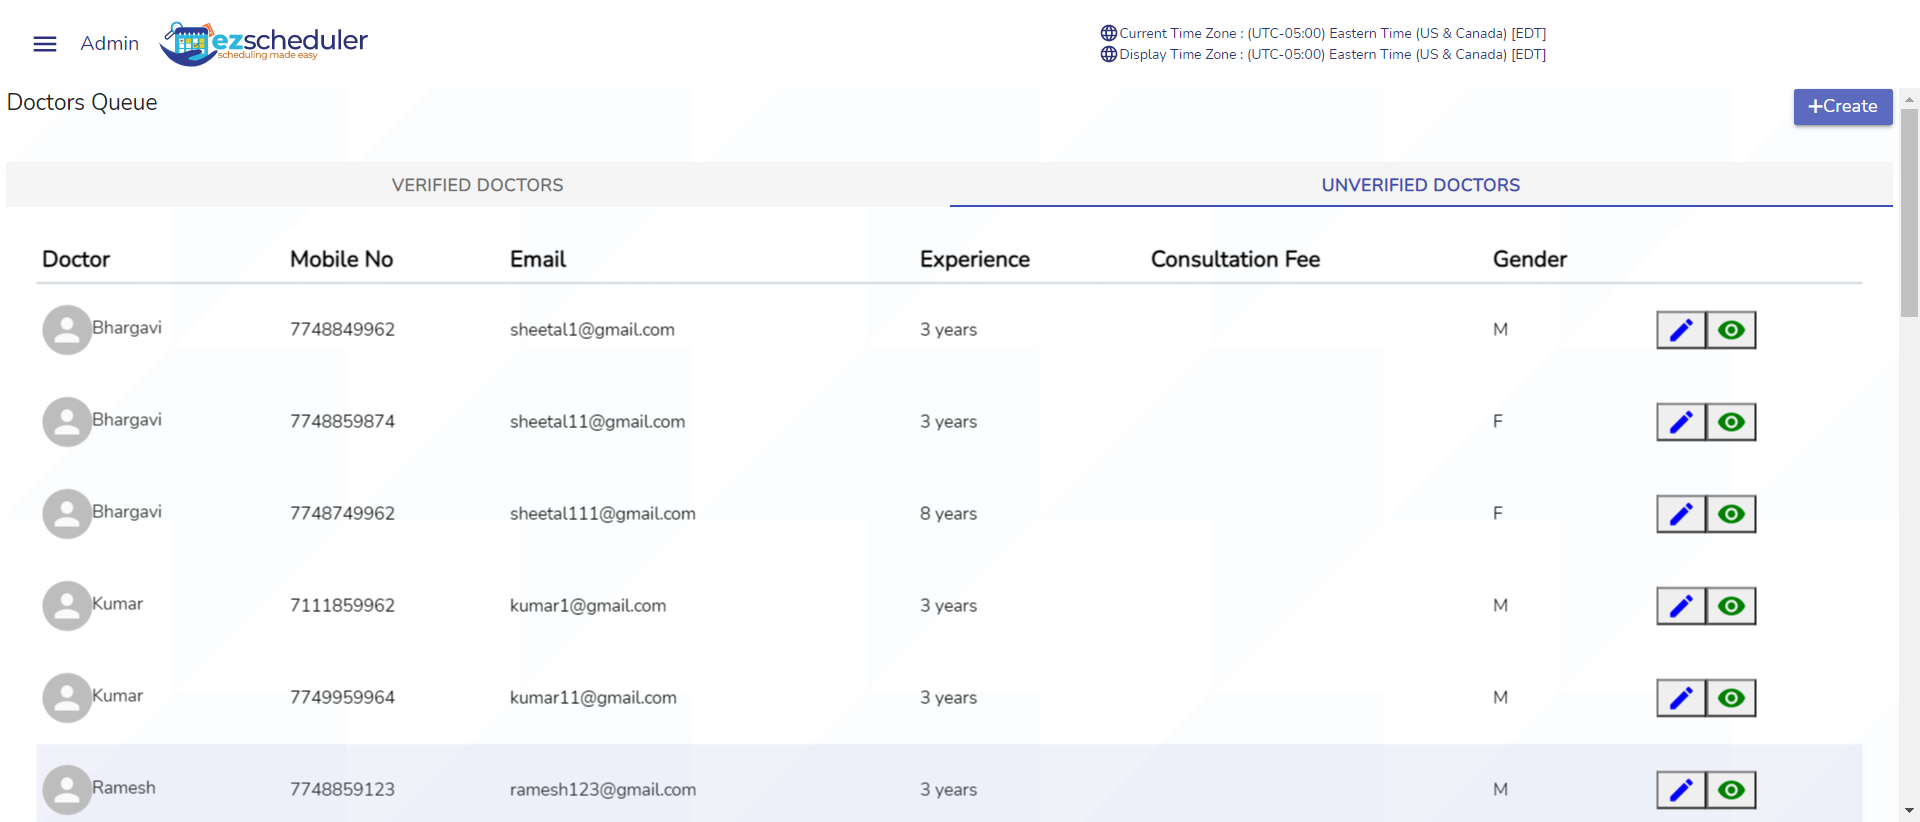 Admin
ezscheduler
scheduling made easy
Current Time Zone : (UTC-05:00) Eastern Time (US & Canada) [EDT]
Display Time Zone : (UTC-05:00) Eastern Time (US & Canada) [EDT]
Doctors Queue
+Create
VERIFIED DOCTORS UNVERIFIED DOCTORS
Doctor Mobile No Email Experience Consultation Fee Gender
Bhargavi 7748849962 sheetal1@gmail.com 3 years M
Bhargavi 7748859874 sheetal11@gmail.com 3 years F
Bhargavi 7748749962 sheetal111@gmail.com 8 years F
Kumar 7111859962 kumar1@gmail.com 3 years M
Kumar 7749959964 kumar11@gmail.com 3 years M
Ramesh 7748859123 ramesh123@gmail.com 3 years M